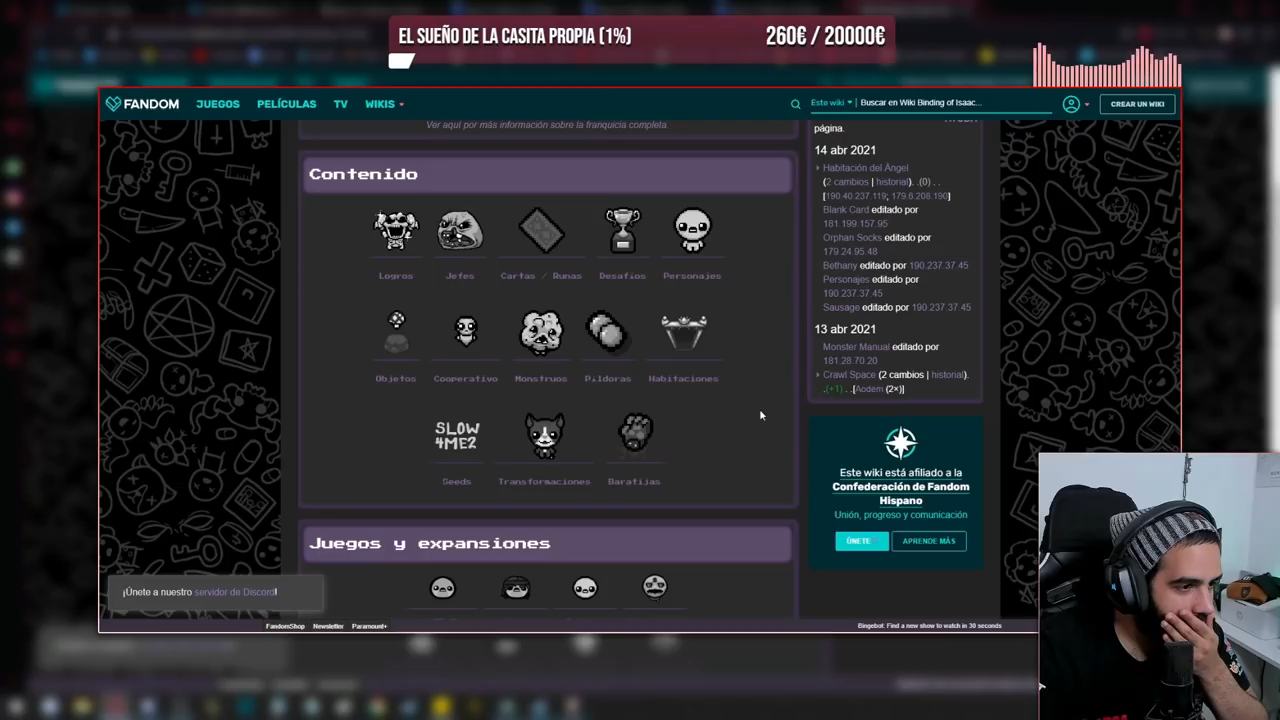 EL SUEÑO DE LA CASITA PROPIA (1%) 260€ / 20000€
FANDOM JUEGOS PELÍCULAS TV WIKIS Este wiki Buscar en Wiki Binding of Isaac... CREAR UN WIKI
Ver aquí por más información sobre la franquicia completa.
Contenido
Logros Jefes Cartas / Runas Desafíos Personajes
Objetos Cooperativo Monstruos Píldoras Habitaciones
SLOW
4ME2
Seeds Transformaciones Baratijas
Juegos y expansiones
página.
14 abr 2021
Habitación del Ángel
(2 cambios | historial). .(0) . .
[190.40.237.119; 179.6.208.190]
Blank Card editado por
181.199.157.95
Orphan Socks editado por
179.24.95.48
Bethany editado por 190.237.37.45
Personajes editado por
190.237.37.45
Sausage editado por 190.237.37.45
13 abr 2021
Monster Manual editado por
181.28.70.20
Crawl Space (2 cambios | historial).
.(+1) . .[Aodem (2×)]
Este wiki está afiliado a la
Confederación de Fandom
Hispano
Unión, progreso y comunicación
ÚNETE APRENDE MÁS
¡Únete a nuestro servidor de Discord!
FandomShop Newsletter Paramount+ Bingebot: Find a new show to watch in 30 seconds